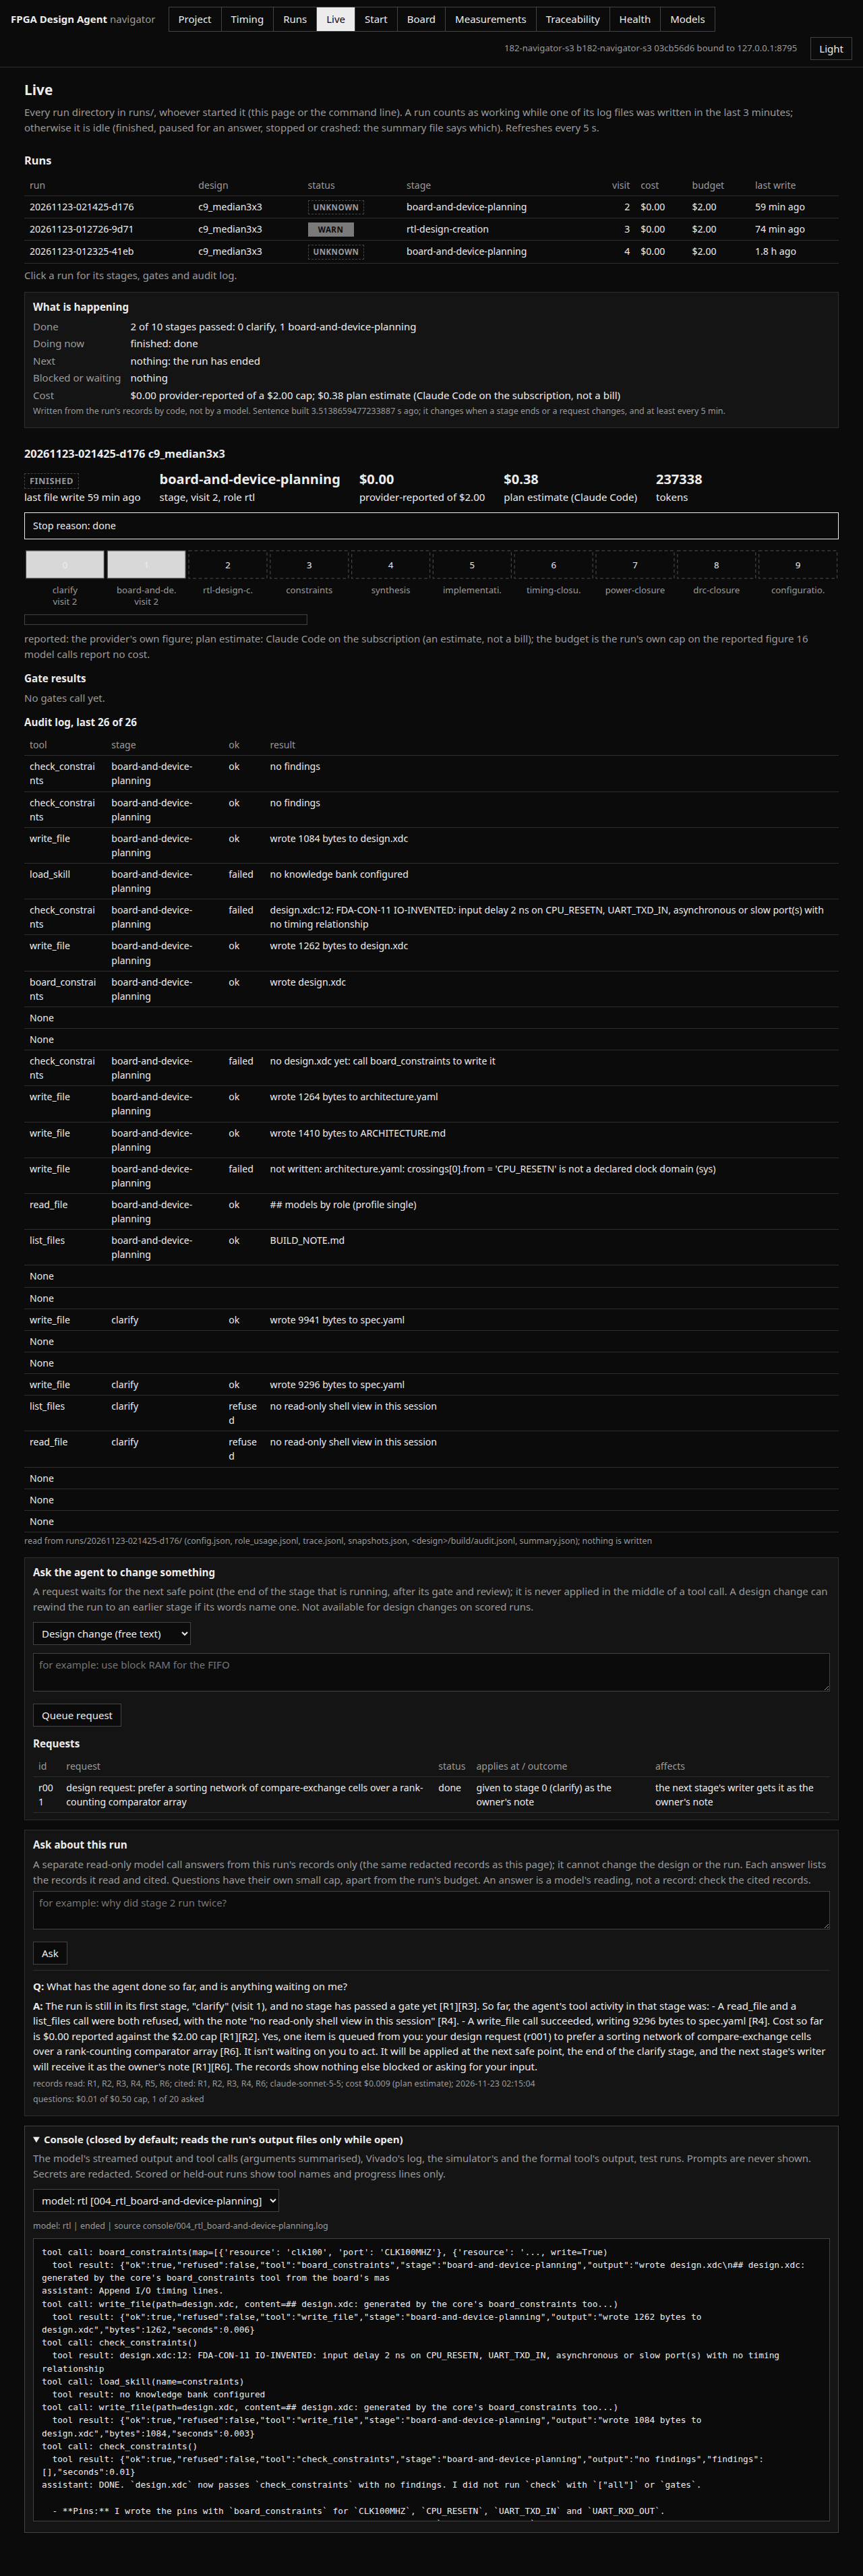 FPGA Design Agent navigator
Project Timing Runs Live Start Board Measurements Traceability Health Models
182-navigator-s3 b182-navigator-s3 03cb56d6 bound to 127.0.0.1:8795 Light
Live
Every run directory in runs/, whoever started it (this page or the command line). A run counts as working while one of its log files was written in the last 3 minutes;
otherwise it is idle (finished, paused for an answer, stopped or crashed: the summary file says which). Refreshes every 5 s.
Runs
run design status stage visit cost budget last write
20261123-021425-d176 c9_median3x3 UNKNOWN board-and-device-planning 2 $0.00 $2.00 59 min ago
20261123-012726-9d71 c9_median3x3 WARN rtl-design-creation 3 $0.00 $2.00 74 min ago
20261123-012325-41eb c9_median3x3 UNKNOWN board-and-device-planning 4 $0.00 $2.00 1.8 h ago
Click a run for its stages, gates and audit log.
What is happening
Done 2 of 10 stages passed: 0 clarify, 1 board-and-device-planning
Doing now finished: done
Next nothing: the run has ended
Blocked or waiting nothing
Cost $0.00 provider-reported of a $2.00 cap; $0.38 plan estimate (Claude Code on the subscription, not a bill)
Written from the run's records by code, not by a model. Sentence built 3.5138659477233887 s ago; it changes when a stage ends or a request changes, and at least every 5 min.
20261123-021425-d176 c9_median3x3
FINISHED board-and-device-planning $0.00 $0.38 237338
last file write 59 min ago stage, visit 2, role rtl provider-reported of $2.00 plan estimate (Claude Code) tokens
Stop reason: done
0 1 2 3 4 5 6 7 8 9
clarify board-and-de. rtl-design-c. constraints synthesis implementati. timing-closu. power-closure drc-closure configuratio.
visit 2 visit 2
reported: the provider's own figure; plan estimate: Claude Code on the subscription (an estimate, not a bill); the budget is the run's own cap on the reported figure 16
model calls report no cost.
Gate results
No gates call yet.
Audit log, last 26 of 26
tool stage ok result
check_constrai board-and-device- ok no findings
nts planning
check_constrai board-and-device- ok no findings
nts planning
write_file board-and-device- ok wrote 1084 bytes to design.xdc
planning
load_skill board-and-device- failed no knowledge bank configured
planning
check_constrai board-and-device- failed design.xdc:12: FDA-CON-11 IO-INVENTED: input delay 2 ns on CPU_RESETN, UART_TXD_IN, asynchronous or slow port(s) with
nts planning no timing relationship
write_file board-and-device- ok wrote 1262 bytes to design.xdc
planning
board_constrai board-and-device- ok wrote design.xdc
nts planning
None
None
check_constrai board-and-device- failed no design.xdc yet: call board_constraints to write it
nts planning
write_file board-and-device- ok wrote 1264 bytes to architecture.yaml
planning
write_file board-and-device- ok wrote 1410 bytes to ARCHITECTURE.md
planning
write_file board-and-device- failed not written: architecture.yaml: crossings[0].from = 'CPU_RESETN' is not a declared clock domain (sys)
planning
read_file board-and-device- ok ## models by role (profile single)
planning
list_files board-and-device- ok BUILD_NOTE.md
planning
None
None
write_file clarify ok wrote 9941 bytes to spec.yaml
None
None
write_file clarify ok wrote 9296 bytes to spec.yaml
list_files clarify refuse no read-only shell view in this session
d
read_file clarify refuse no read-only shell view in this session
d
None
None
None
read from runs/20261123-021425-d176/ (config.json, role_usage.jsonl, trace.jsonl, snapshots.json, <design>/build/audit.jsonl, summary.json); nothing is written
Ask the agent to change something
A request waits for the next safe point (the end of the stage that is running, after its gate and review); it is never applied in the middle of a tool call. A design change can
rewind the run to an earlier stage if its words name one. Not available for design changes on scored runs.
Design change (free text)
for example: use block RAM for the FIFO
Queue request
Requests
id request status applies at / outcome affects
r00 design request: prefer a sorting network of compare-exchange cells over a rank- done given to stage 0 (clarify) as the the next stage's writer gets it as the
1 counting comparator array owner's note owner's note
Ask about this run
A separate read-only model call answers from this run's records only (the same redacted records as this page); it cannot change the design or the run. Each answer lists
the records it read and cited. Questions have their own small cap, apart from the run's budget. An answer is a model's reading, not a record: check the cited records.
for example: why did stage 2 run twice?
Ask
Q: What has the agent done so far, and is anything waiting on me?
A: The run is still in its first stage, "clarify" (visit 1), and no stage has passed a gate yet [R1][R3]. So far, the agent's tool activity in that stage was: - A read_file and a
list_files call were both refused, with the note "no read-only shell view in this session" [R4]. - A write_file call succeeded, writing 9296 bytes to spec.yaml [R4]. Cost so far
is $0.00 reported against the $2.00 cap [R1][R2]. Yes, one item is queued from you: your design request (r001) to prefer a sorting network of compare-exchange cells
over a rank-counting comparator array [R6]. It isn't waiting on you to act. It will be applied at the next safe point, the end of the clarify stage, and the next stage's writer
will receive it as the owner's note [R1][R6]. The records show nothing else blocked or asking for your input.
records read: R1, R2, R3, R4, R5, R6; cited: R1, R2, R3, R4, R6; claude-sonnet-5-5; cost $0.009 (plan estimate); 2026-11-23 02:15:04
questions: $0.01 of $0.50 cap, 1 of 20 asked
▼ Console (closed by default; reads the run's output files only while open)
The model's streamed output and tool calls (arguments summarised), Vivado's log, the simulator's and the formal tool's output, test runs. Prompts are never shown.
Secrets are redacted. Scored or held-out runs show tool names and progress lines only.
model: rtl [004_rtl_board-and-device-planning]
model: rtl | ended | source console/004_rtl_board-and-device-planning.log
tool call: board_constraints(map=[{'resource': 'clk100', 'port': 'CLK100MHZ'}, {'resource': '..., write=True)
tool result: {"ok":true,"refused":false,"tool":"board_constraints","stage":"board-and-device-planning","output":"wrote design.xdc\n## design.xdc:
generated by the core's board_constraints tool from the board's mas
assistant: Append I/O timing lines.
tool call: write_file(path=design.xdc, content=## design.xdc: generated by the core's board_constraints too...)
tool result: {"ok":true,"refused":false,"tool":"write_file","stage":"board-and-device-planning","output":"wrote 1262 bytes to
design.xdc","bytes":1262,"seconds":0.006}
tool call: check_constraints()
tool result: design.xdc:12: FDA-CON-11 IO-INVENTED: input delay 2 ns on CPU_RESETN, UART_TXD_IN, asynchronous or slow port(s) with no timing
relationship
tool call: load_skill(name=constraints)
tool result: no knowledge bank configured
tool call: write_file(path=design.xdc, content=## design.xdc: generated by the core's board_constraints too...)
tool result: {"ok":true,"refused":false,"tool":"write_file","stage":"board-and-device-planning","output":"wrote 1084 bytes to
design.xdc","bytes":1084,"seconds":0.003}
tool call: check_constraints()
tool result: {"ok":true,"refused":false,"tool":"check_constraints","stage":"board-and-device-planning","output":"no findings","findings":
[],"seconds":0.01}
assistant: DONE. `design.xdc` now passes `check_constraints` with no findings. I did not run `check` with `["all"]` or `gates`.
- **Pins:** I wrote the pins with `board_constraints` for `CLK100MHZ`, `CPU_RESETN`, `UART_TXD_IN` and `UART_RXD_OUT`.